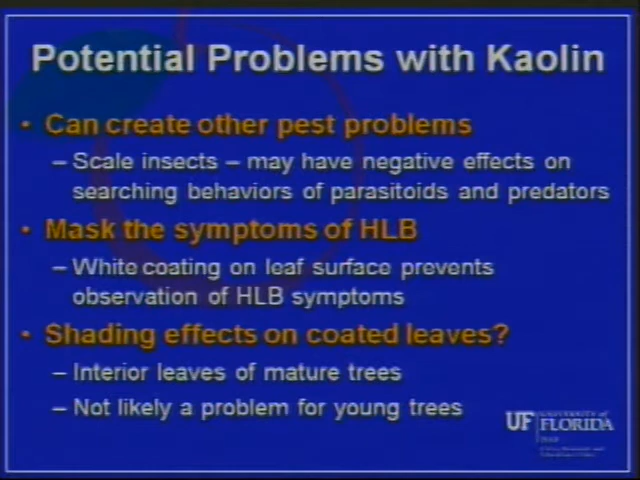 Potential Problems with Kaolin
• Can create other pest problems
– Scale insects – may have negative effects on
searching behaviors of parasitoids and predators
• Mask the symptoms of HLB
– White coating on leaf surface prevents
observation of HLB symptoms
• Shading effects on coated leaves?
– Interior leaves of mature trees
– Not likely a problem for young trees
UF UNIVERSITY of
FLORIDA